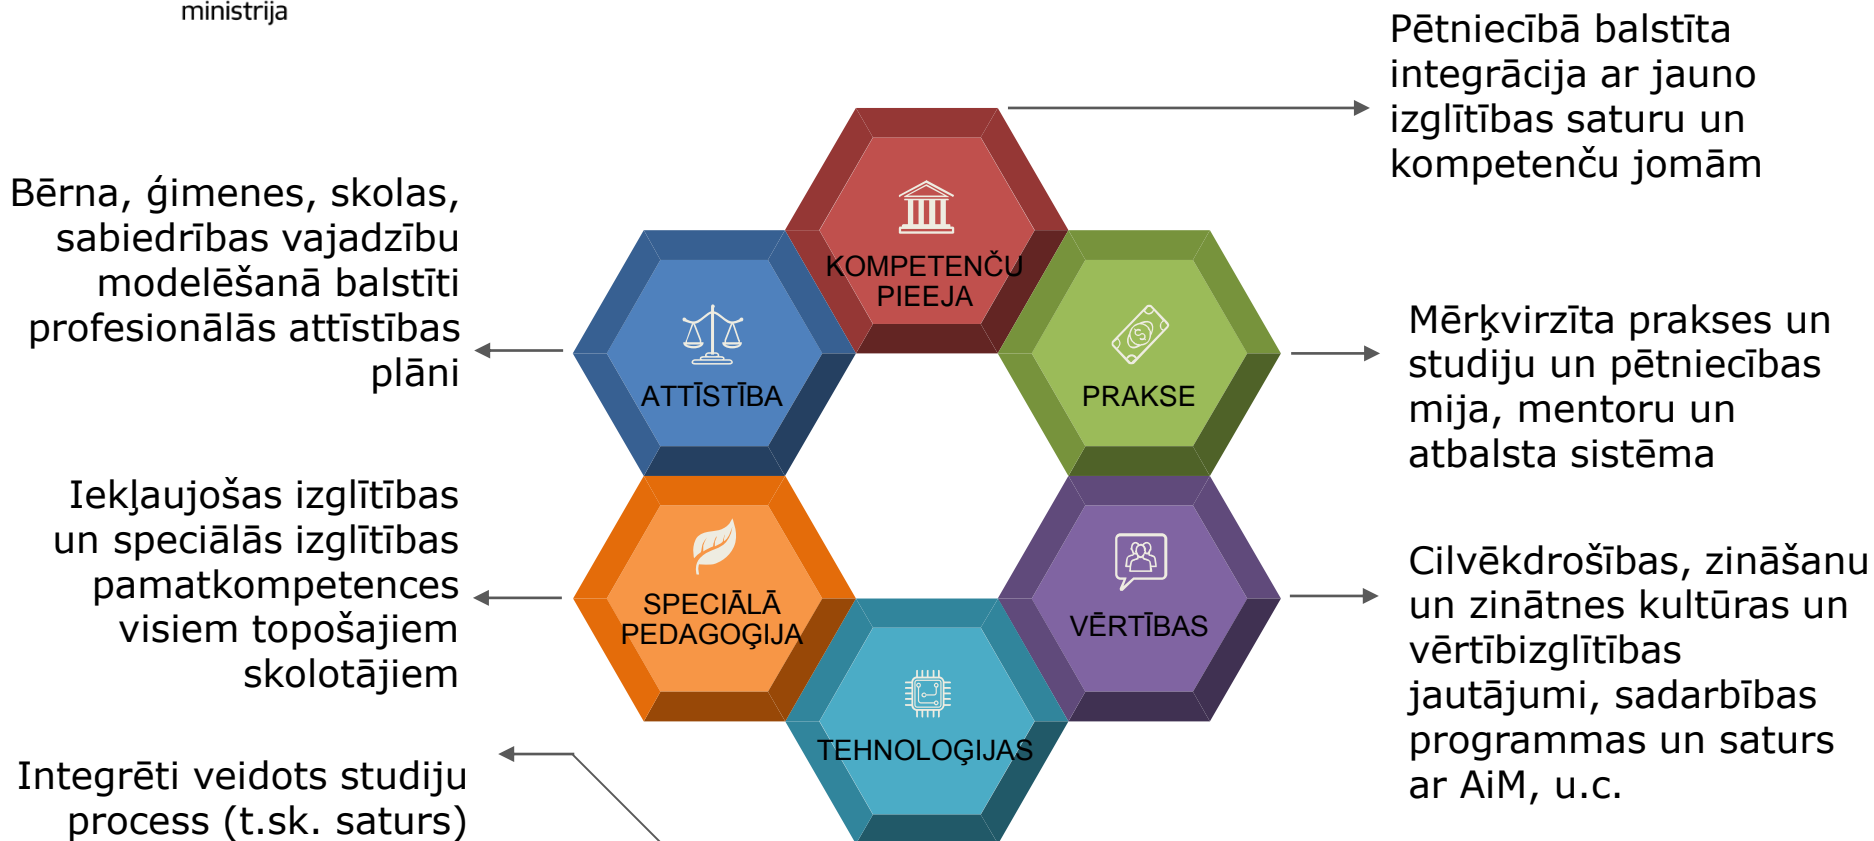 ministrija
Pētniecībā balstīta
integrācija ar jauno
izglītības saturu un
kompetenču jomām
Bērna, ģimenes, skolas,
sabiedrības vajadzību
modelēšanā balstīti
profesionālās attīstības
plāni
KOMPETENČU
PIEEJA
ATTĪSTĪBA
PRAKSE
Mērķvirzīta prakses un
studiju un pētniecības
mija, mentoru un
atbalsta sistēma
Iekļaujošas izglītības
un speciālās izglītības
pamatkompetences
visiem topošajiem
skolotājiem
SPECIĀLĀ
PEDAGOĢIJA
VĒRTĪBAS
Cilvēkdrošības, zināšanu
un zinātnes kultūras un
vērtībizglītības
jautājumi, sadarbības
programmas un saturs
ar AiM, u.c.
TEHNOLOĢIJAS
Integrēti veidots studiju
process (t.sk. saturs)